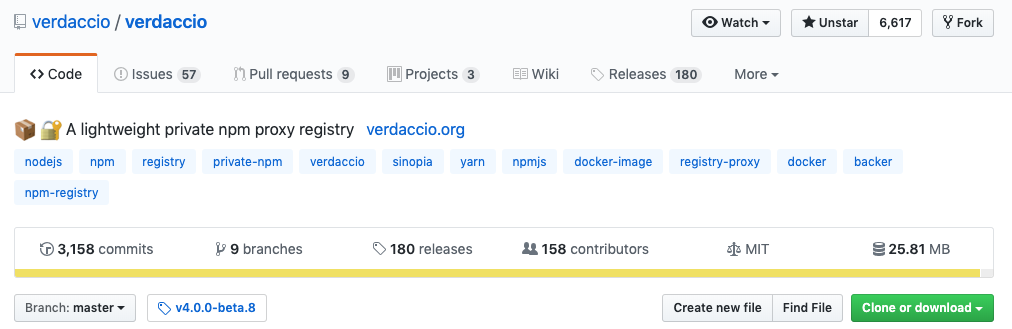 verdaccio / verdaccio
Watch Unstar 6,617 Fork
Code Issues 57 Pull requests 9 Projects 3 Wiki Releases 180 More
A lightweight private npm proxy registry verdaccio.org
nodejs npm registry private-npm verdaccio sinopia yarn npmjs docker-image registry-proxy docker backer
npm-registry
3,158 commits 9 branches 180 releases 158 contributors MIT 25.81 MB
Branch: master v4.0.0-beta.8 Create new file Find File Clone or download